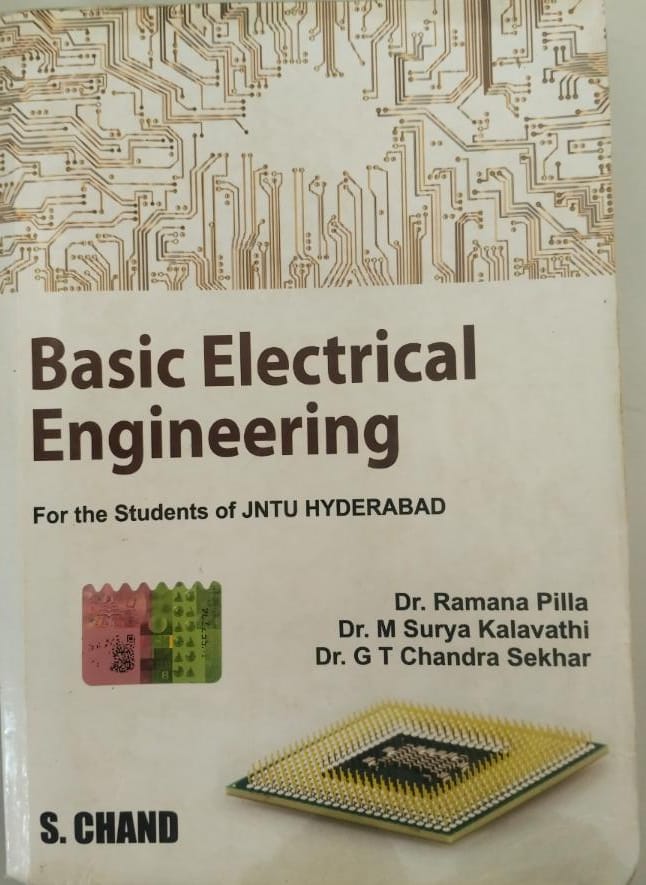 Basic Electrical
Engineering
For the Students of JNTU HYDERABAD
Dr. Ramana Pilla
Dr. M Surya Kalavathi
Dr. G T Chandra Sekhar
S. CHAND